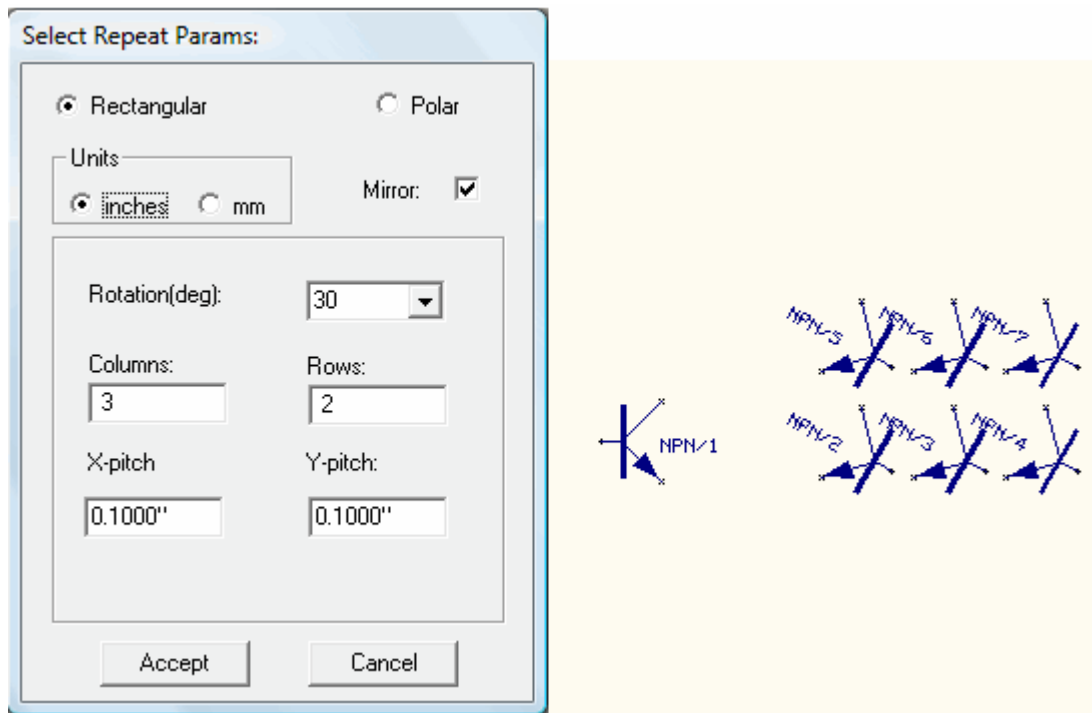 Select Repeat Params:
Rectangular Polar
Units
inches mm
Mirror:
Rotation(deg):
30
Columns: Rows:
3 2
X-pitch Y-pitch:
0.1000" 0.1000"
Accept Cancel
NPN/1
NPN/5 NPN/6 NPN/7
NPN/2 NPN/3 NPN/4